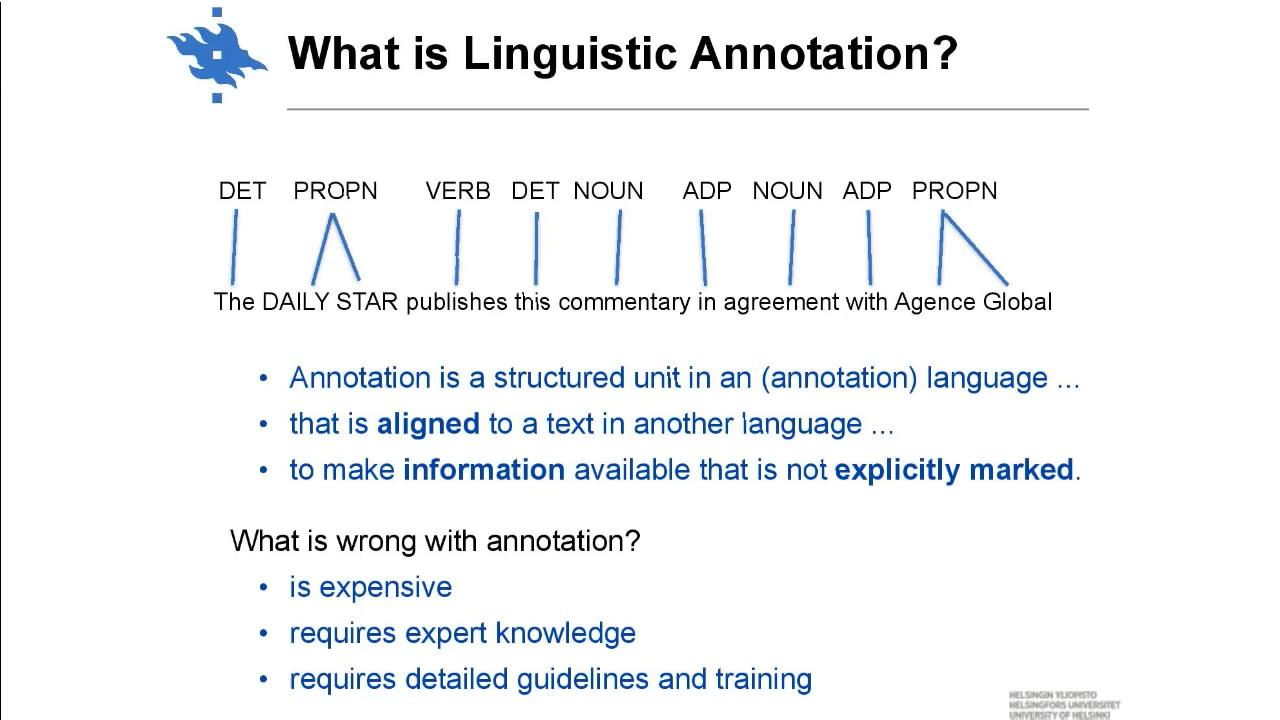 What is Linguistic Annotation?
DET PROPN VERB DET NOUN ADP NOUN ADP PROPN
The DAILY STAR publishes this commentary in agreement with Agence Global
• Annotation is a structured unit in an (annotation) language ...
• that is aligned to a text in another language ...
• to make information available that is not explicitly marked.
What is wrong with annotation?
• is expensive
• requires expert knowledge
• requires detailed guidelines and training
HELSINGIN YLIOPISTO
HELSINGFORS UNIVERSITET
UNIVERSITY OF HELSINKI